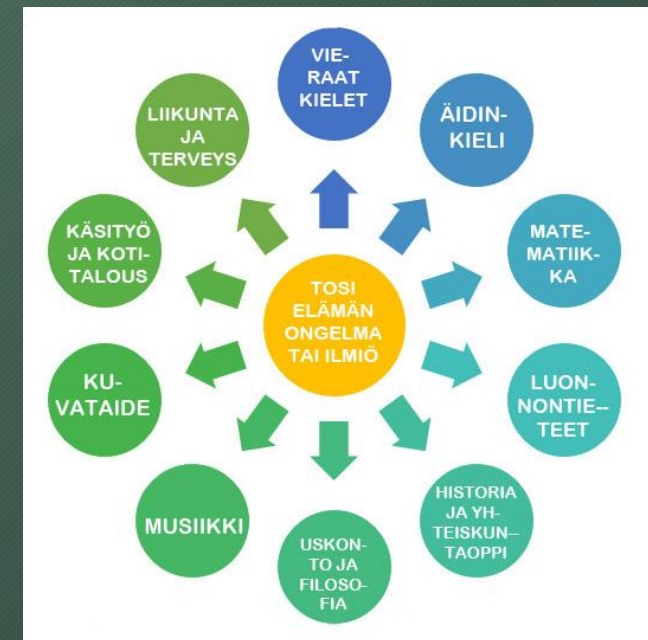 VIE-
RAAT
KIELET
ÄIDIN-
KIELI
MATE-
MATIIK-
KA
LUON-
NONTIE--
TEET
HISTORIA
JA YH-
TEISKUN--
TAOPPI
USKON-
TO JA
FILOSO-
FIA
MUSIIKKI
KU-
VATAIDE
KÄSITYÖ
JA KOTI-
TALOUS
LIIKUNTA
JA
TERVEYS
TOSI
ELÄMÄN
ONGELMA
TAI ILMIÖ